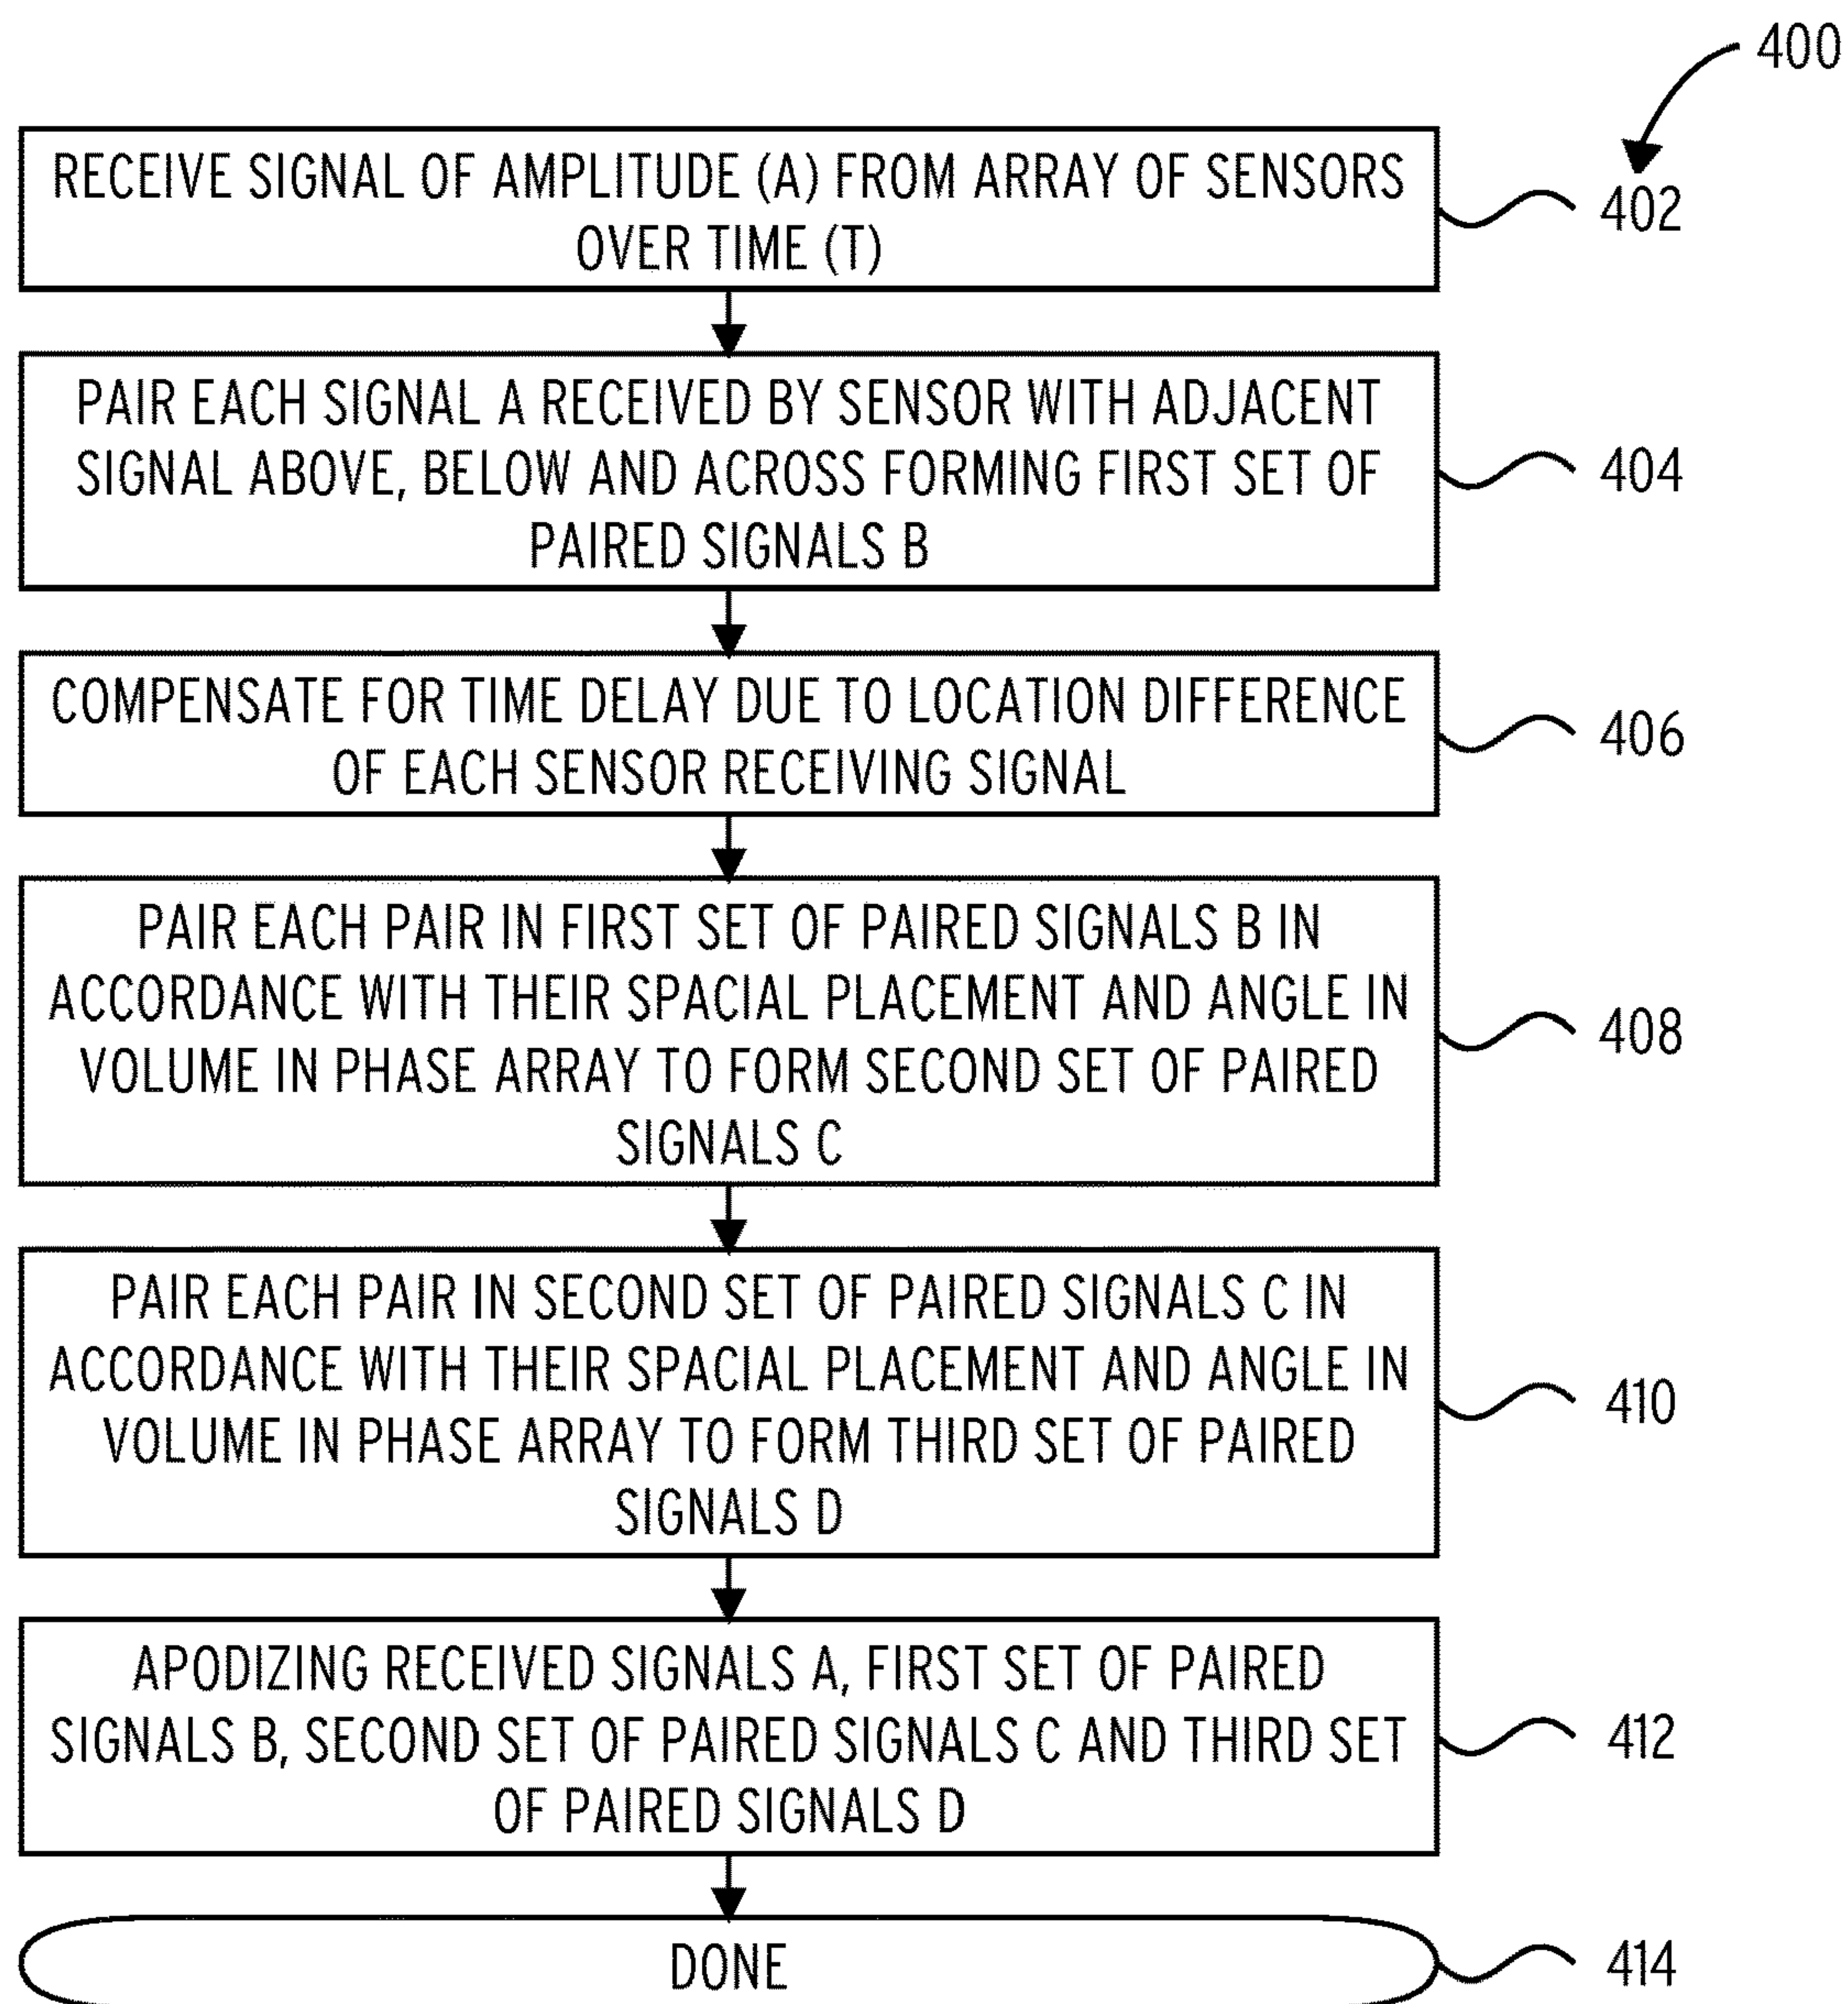 400
RECEIVE SIGNAL OF AMPLITUDE (A) FROM ARRAY OF SENSORS
OVER TIME (T)
402
PAIR EACH SIGNAL A RECEIVED BY SENSOR WITH ADJACENT
SIGNAL ABOVE, BELOW AND ACROSS FORMING FIRST SET OF
PAIRED SIGNALS B
404
COMPENSATE FOR TIME DELAY DUE TO LOCATION DIFFERENCE
OF EACH SENSOR RECEIVING SIGNAL
406
PAIR EACH PAIR IN FIRST SET OF PAIRED SIGNALS B IN
ACCORDANCE WITH THEIR SPACIAL PLACEMENT AND ANGLE IN
VOLUME IN PHASE ARRAY TO FORM SECOND SET OF PAIRED
SIGNALS C
408
PAIR EACH PAIR IN SECOND SET OF PAIRED SIGNALS C IN
ACCORDANCE WITH THEIR SPACIAL PLACEMENT AND ANGLE IN
VOLUME IN PHASE ARRAY TO FORM THIRD SET OF PAIRED
SIGNALS D
410
APODIZING RECEIVED SIGNALS A, FIRST SET OF PAIRED
SIGNALS B, SECOND SET OF PAIRED SIGNALS C AND THIRD SET
OF PAIRED SIGNALS D
412
DONE
414